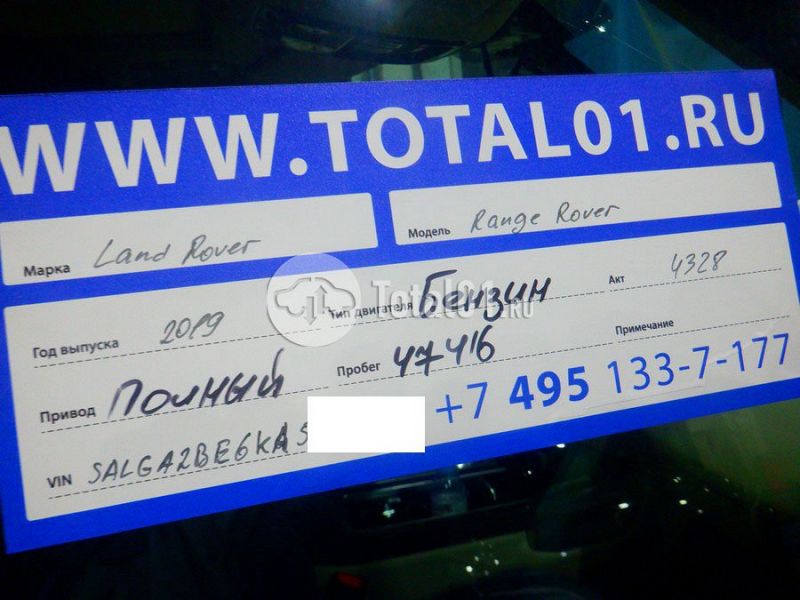 WWW.TOTAL01.RU
Марка Land Rover Модель Range Rover
Год выпуска 2019 Тип двигателя Бензин Акт 4328
Total01.RU
Привод Полный Пробег 47416 Примечание
+7 495 133-7-177
VIN SALGA2BE6KA5